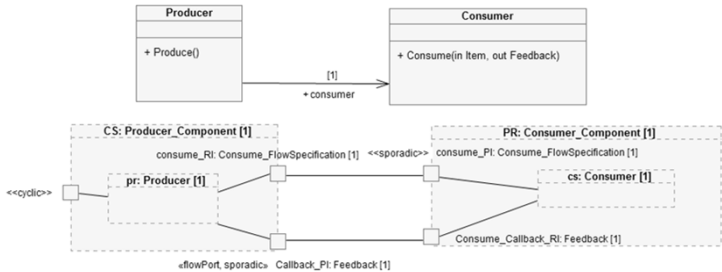 Producer
Consumer
+ Produce()
+ Consume(in Item, out Feedback)
[1]
+ consumer
CS: Producer_Component [1]
PR: Consumer_Component [1]
consume_RI: Consume_FlowSpecification [1]
<<sporadic>>
consume_PI: Consume_FlowSpecification [1]
<<cyclic>>
pr: Producer [1]
cs: Consumer [1]
Consume_Callback_RI: Feedback [1]
«flowPort, sporadic» Callback_PI: Feedback [1]